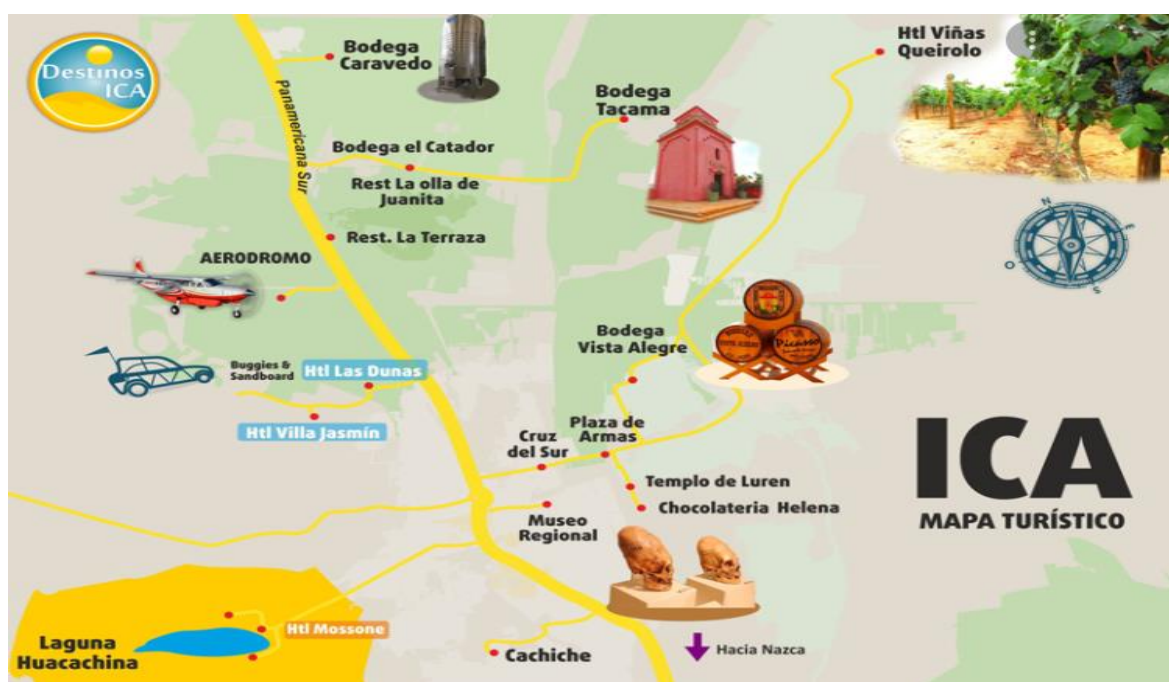 Destinos
ICA
Bodega
Caravedo
Htl Viñas
Queirolo
Panamericana Sur
Bodega
Tacama
Bodega el Catador
Rest La olla de
Juanita
Rest. La Terraza
AERODROMO
N
E
O
S
Bodega
Vista Alegre
VISTA ALEGRE
Picasso
Buggies &
Sandboard
Htl Las Dunas
Htl Villa Jasmín
Plaza de
Armas
Cruz
del Sur
ICA
MAPA TURÍSTICO
Templo de Luren
Chocolateria Helena
Museo
Regional
Htl Mossone
Laguna
Huacachina
Cachiche
Hacia Nazca